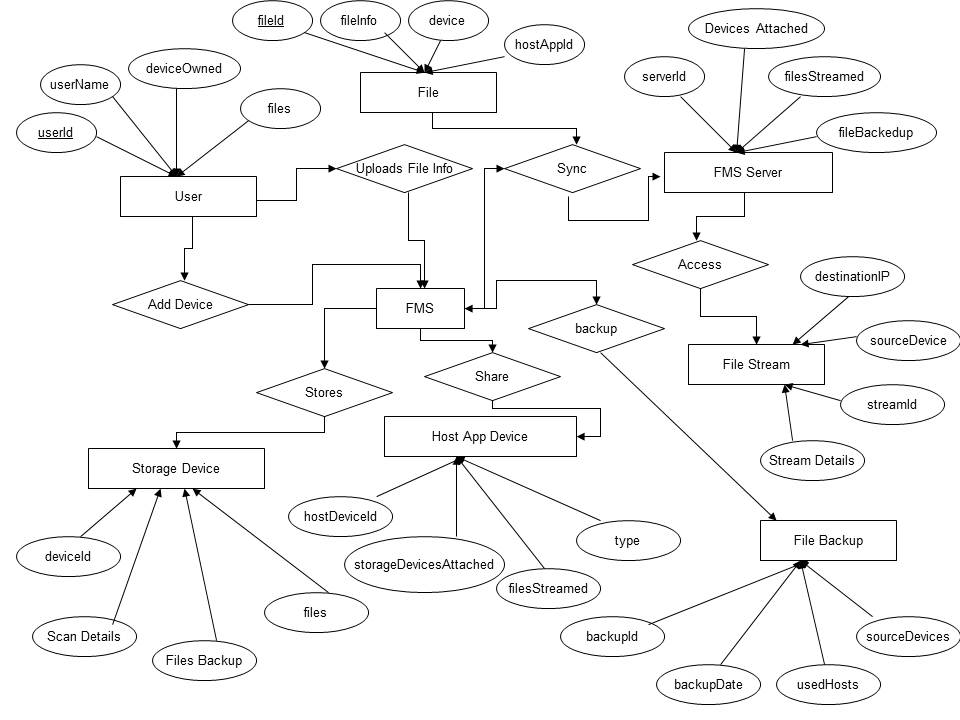 fileId
fileInfo
device
hostAppId
Devices Attached
serverId
filesStreamed
fileBackedup
userName
deviceOwned
files
userId
File
User
Uploads File Info
Sync
FMS Server
Access
destinationIP
Add Device
FMS
backup
sourceDevice
File Stream
Stores
Share
streamId
Host App Device
Storage Device
Stream Details
hostDeviceId
type
File Backup
deviceId
storageDevicesAttached
filesStreamed
files
Scan Details
Files Backup
backupId
sourceDevices
backupDate
usedHosts